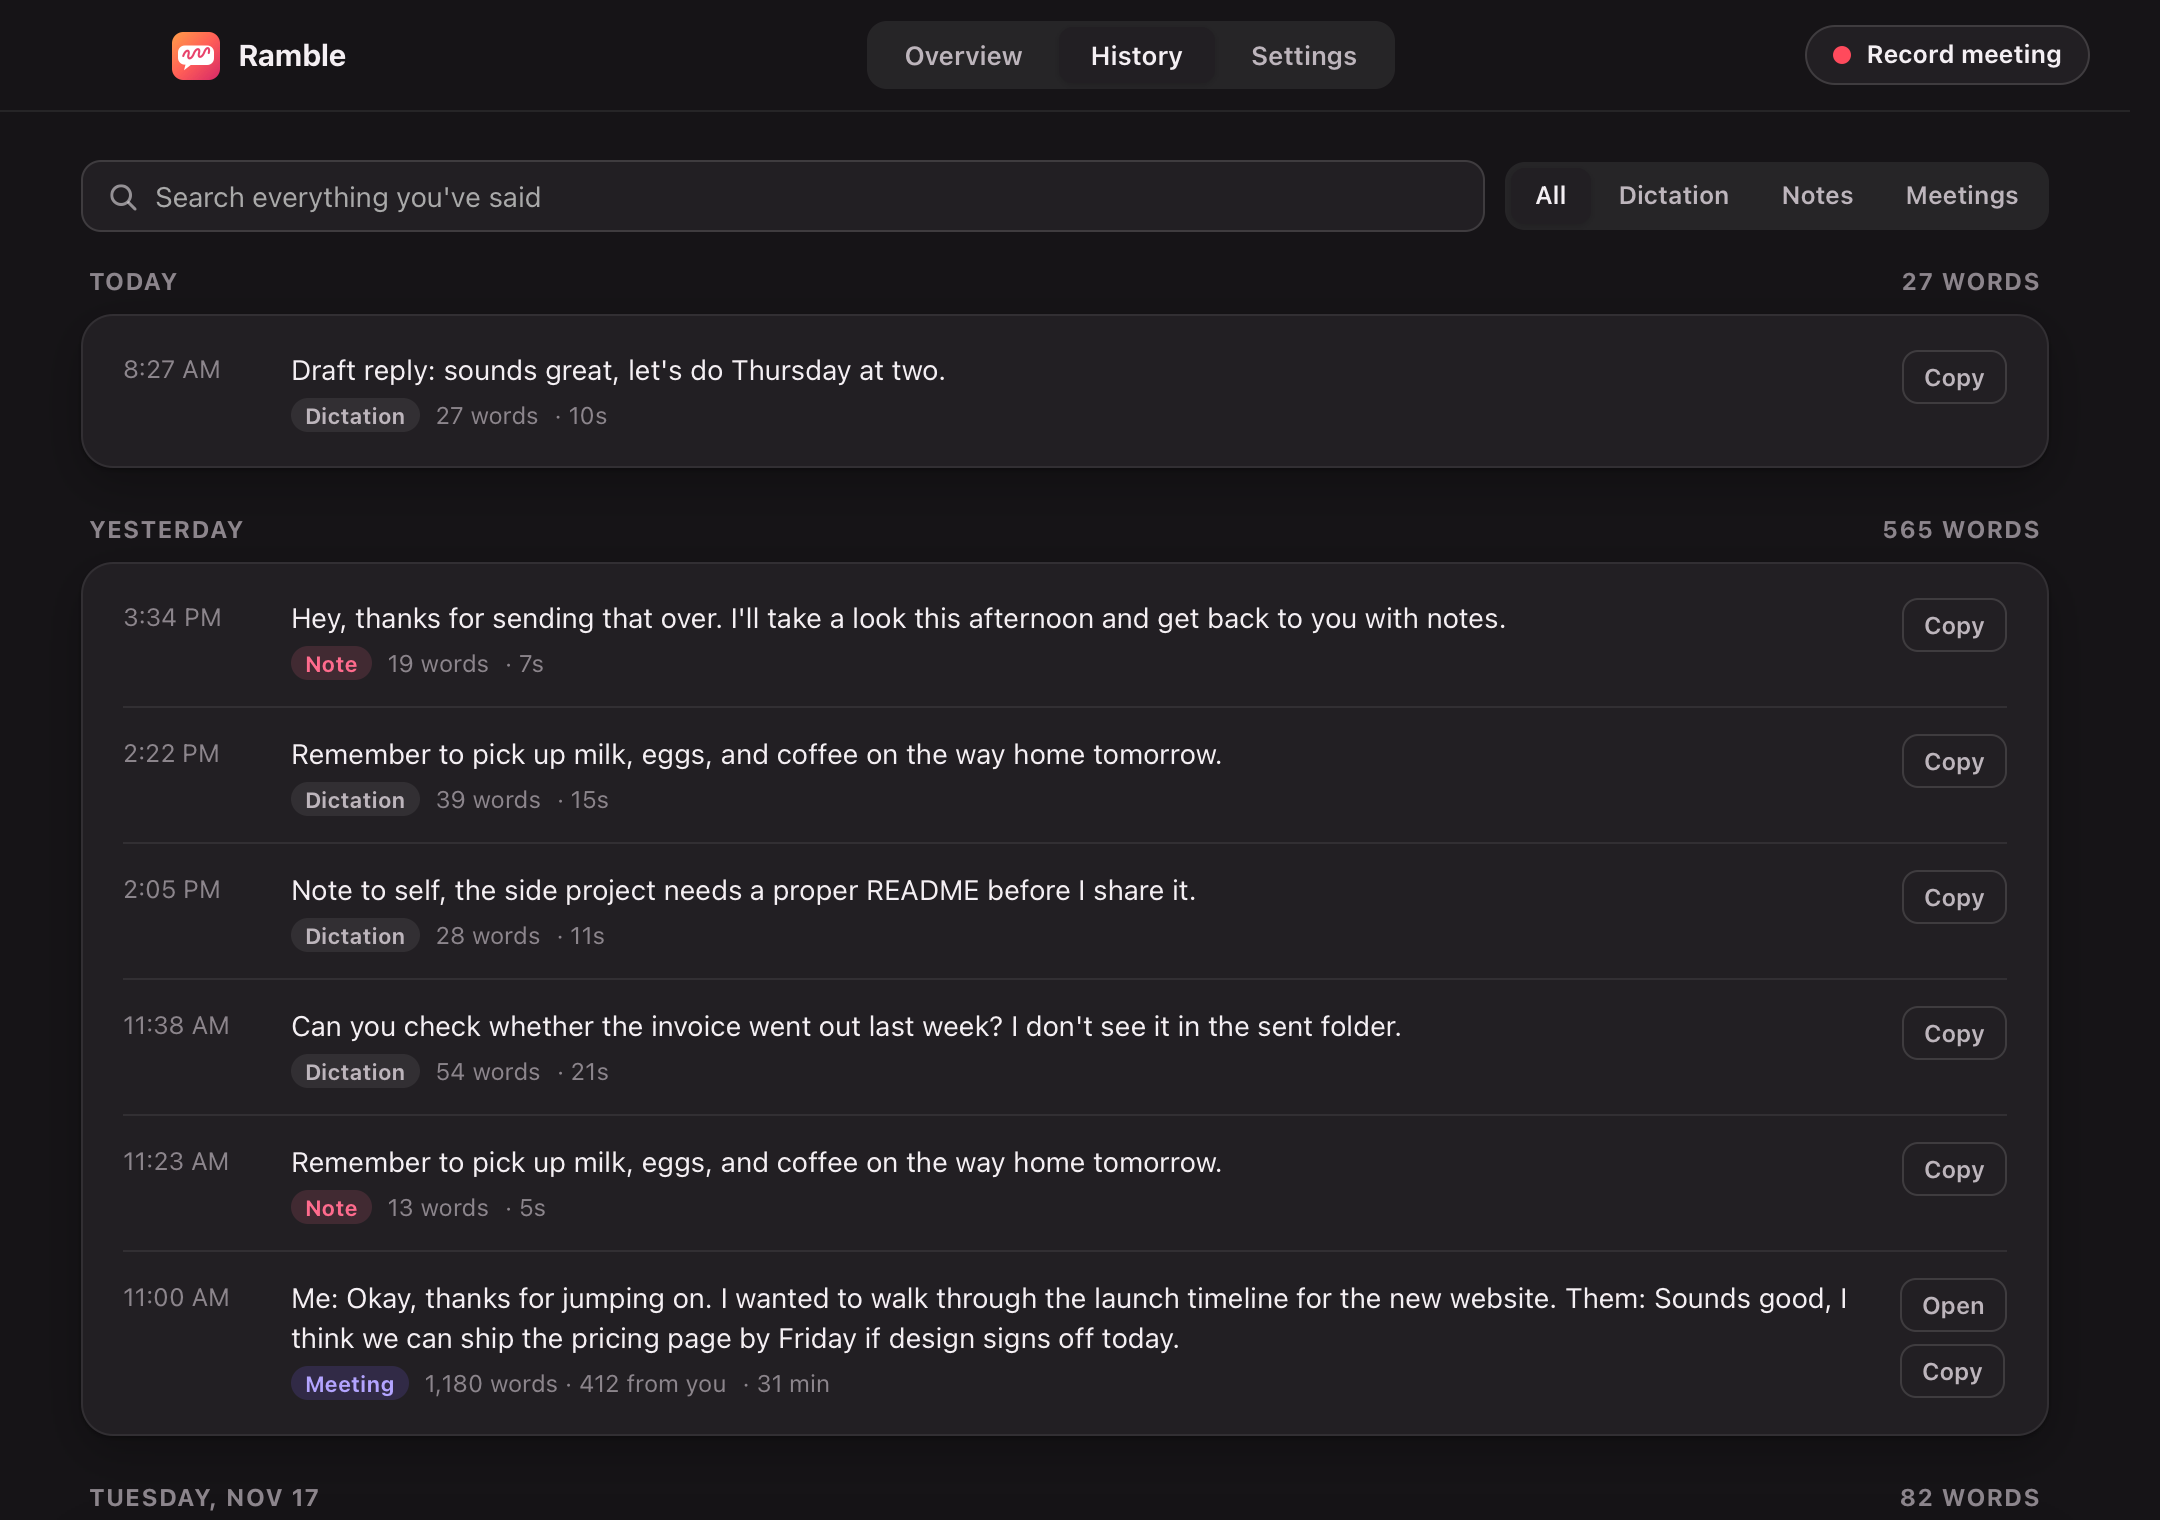 Ramble
Overview History Settings
Record meeting
Search everything you've said
All Dictation Notes Meetings
TODAY 27 WORDS
8:27 AM Draft reply: sounds great, let's do Thursday at two. Copy
Dictation 27 words · 10s
YESTERDAY 565 WORDS
3:34 PM Hey, thanks for sending that over. I'll take a look this afternoon and get back to you with notes. Copy
Note 19 words · 7s
2:22 PM Remember to pick up milk, eggs, and coffee on the way home tomorrow. Copy
Dictation 39 words · 15s
2:05 PM Note to self, the side project needs a proper README before I share it. Copy
Dictation 28 words · 11s
11:38 AM Can you check whether the invoice went out last week? I don't see it in the sent folder. Copy
Dictation 54 words · 21s
11:23 AM Remember to pick up milk, eggs, and coffee on the way home tomorrow. Copy
Note 13 words · 5s
11:00 AM Me: Okay, thanks for jumping on. I wanted to walk through the launch timeline for the new website. Them: Sounds good, I Open
think we can ship the pricing page by Friday if design signs off today.
Meeting 1,180 words · 412 from you · 31 min Copy
TUESDAY, NOV 17 82 WORDS